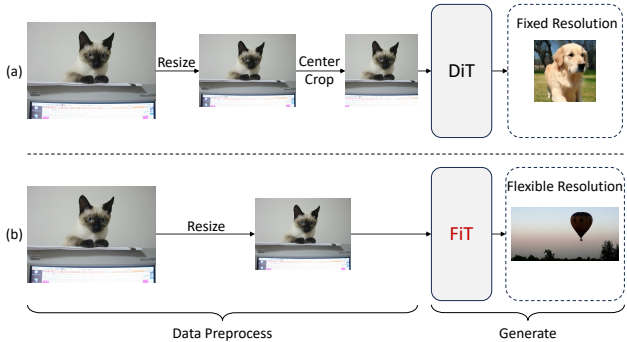 Fixed Resolution
(a)
Resize
Center
Crop
DiT
Flexible Resolution
(b)
Resize
FiT
Data Preprocess
Generate